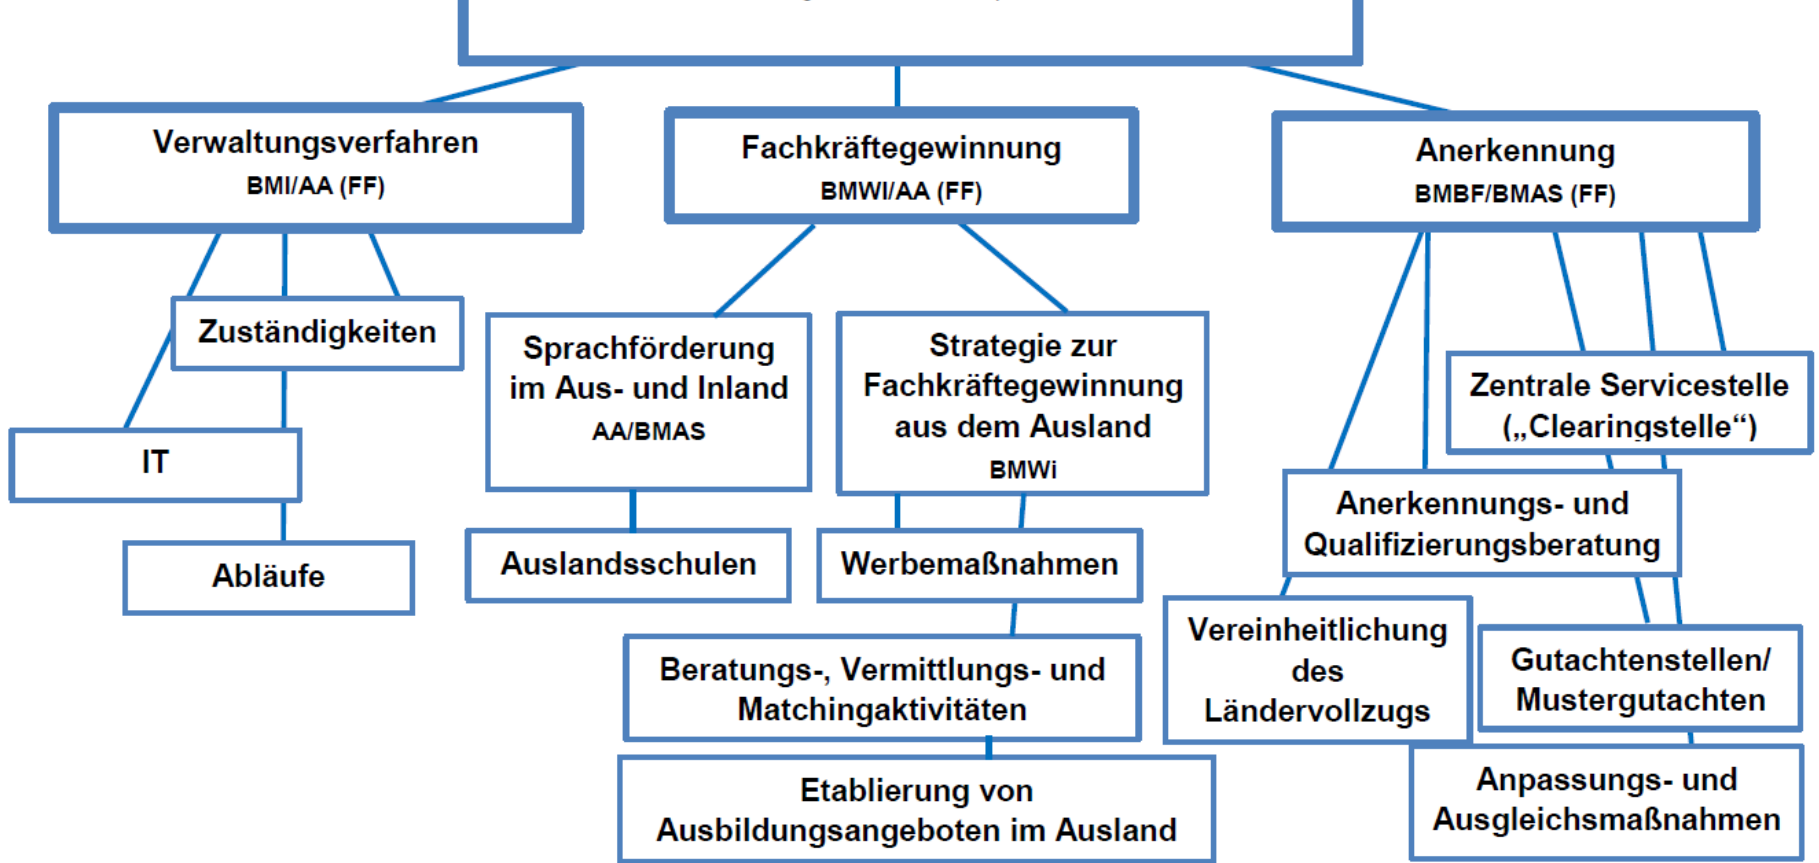 Verwaltungsverfahren
BMI/AA (FF)
Fachkräftegewinnung
BMWI/AA (FF)
Anerkennung
BMBF/BMAS (FF)
Zuständigkeiten
IT
Abläufe
Sprachförderung
im Aus- und Inland
AA/BMAS
Auslandsschulen
Strategie zur
Fachkräftegewinnung
aus dem Ausland
BMWi
Werbemaßnahmen
Beratungs-, Vermittlungs- und
Matchingaktivitäten
Etablierung von
Ausbildungsangeboten im Ausland
Zentrale Servicestelle
(„Clearingstelle“)
Anerkennungs- und
Qualifizierungsberatung
Vereinheitlichung
des
Ländervollzugs
Gutachtenstellen/
Mustergutachten
Anpassungs- und
Ausgleichsmaßnahmen